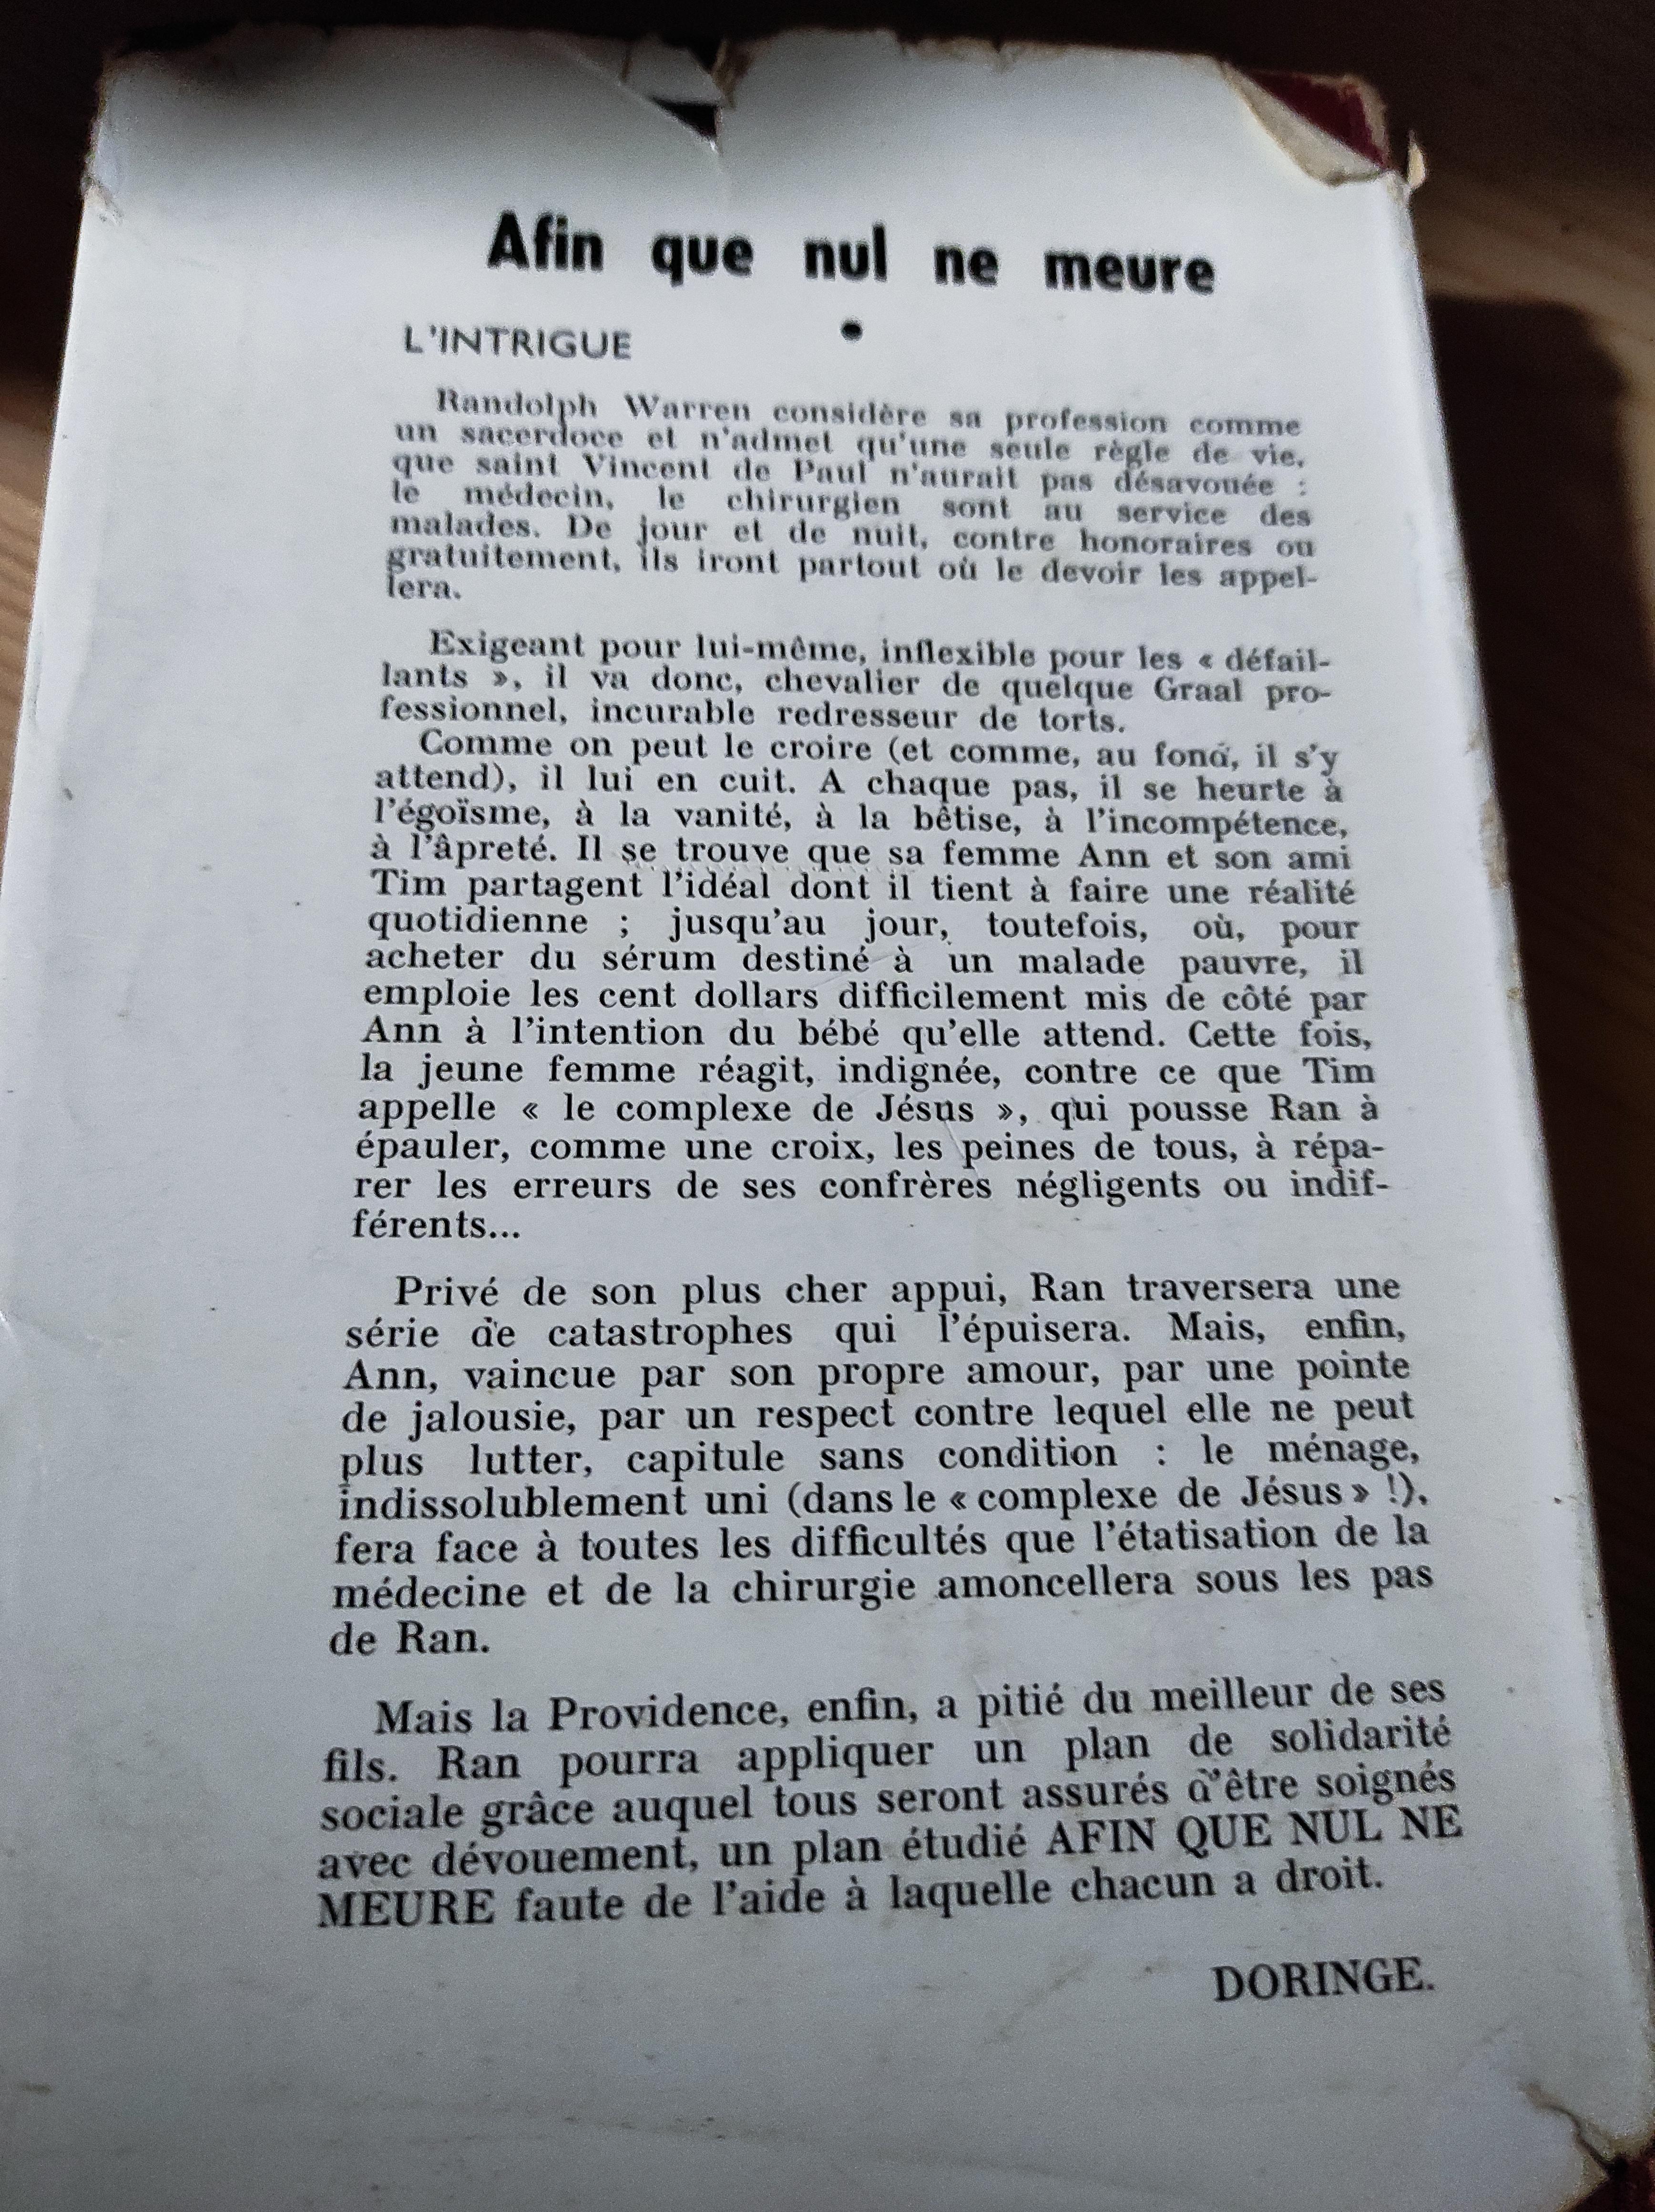 Afin que nul ne meure
•
L'INTRIGUE
Randolph Warren considère sa profession comme
un sacerdoce et n'admet qu'une seule règle de vie,
que saint Vincent de Paul n'aurait pas désavouée :
le médecin, le chirurgien sont au service des
malades. De jour et de nuit, contre honoraires ou
gratuitement, ils iront partout où le devoir les appel-
lera.
Exigeant pour lui-même, inflexible pour les « défail-
lants », il va donc, chevalier de quelque Graal pro-
fessionnel, incurable redresseur de torts.
Comme on peut le croire (et comme, au fond, il s'y
attend), il lui en cuit. A chaque pas, il se heurte à
l'égoïsme, à la vanité, à la bêtise, à l'incompétence,
à l'âpreté. Il se trouve que sa femme Ann et son ami
Tim partagent l'idéal dont il tient à faire une réalité
quotidienne ; jusqu'au jour, toutefois, où, pour
acheter du sérum destiné à un malade pauvre, il
emploie les cent dollars difficilement mis de côté par
Ann à l'intention du bébé qu'elle attend. Cette fois,
la jeune femme réagit, indignée, contre ce que Tim
appelle « le complexe de Jésus », qui pousse Ran à
épauler, comme une croix, les peines de tous, à répa-
rer les erreurs de ses confrères négligents ou indif-
férents...
Privé de son plus cher appui, Ran traversera une
série de catastrophes qui l'épuisera. Mais, enfin,
Ann, vaincue par son propre amour, par une pointe
de jalousie, par un respect contre lequel elle ne peut
plus lutter, capitule sans condition : le ménage,
indissolublement uni (dans le « complexe de Jésus » !),
fera face à toutes les difficultés que l'étatisation de la
médecine et de la chirurgie amoncellera sous les pas
de Ran.
Mais la Providence, enfin, a pitié du meilleur de ses
fils. Ran pourra appliquer un plan de solidarité
sociale grâce auquel tous seront assurés d'être soignés
avec dévouement, un plan étudié AFIN QUE NUL NE
MEURE faute de l'aide à laquelle chacun a droit.
DORINGE.